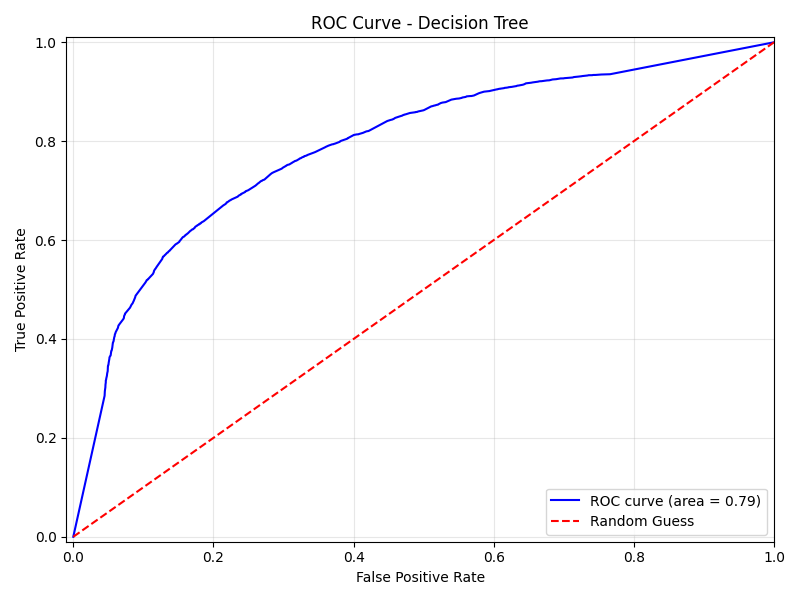 ROC Curve - Decision Tree
True Positive Rate
1.0
0.8
0.6
0.4
0.2
0.0
ROC curve (area = 0.79)
Random Guess
0.0 0.2 0.4 0.6 0.8 1.0
False Positive Rate